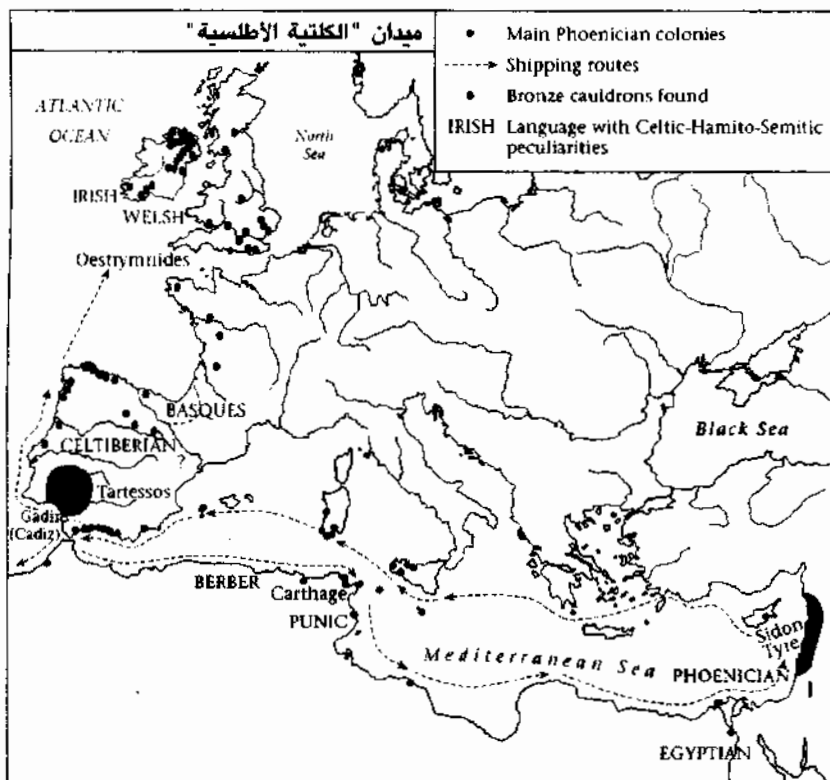 ميدان "الكلتية الأطلسية"
Main Phoenician colonies
Shipping routes
Bronze cauldrons found
IRISH Language with Celtic-Hamito-Semitic
peculiarities
ATLANTIC
OCEAN
North
Sea
IRISH
WELSH
Oestrymnides
BASQUES
CELTIBERIAN
Tartessos
Gadir
(Cadiz)
BERBER
Carthage
PUNIC
Black Sea
Mediterranean Sea
Sidon
Tyre
PHOENICIAN
EGYPTIAN